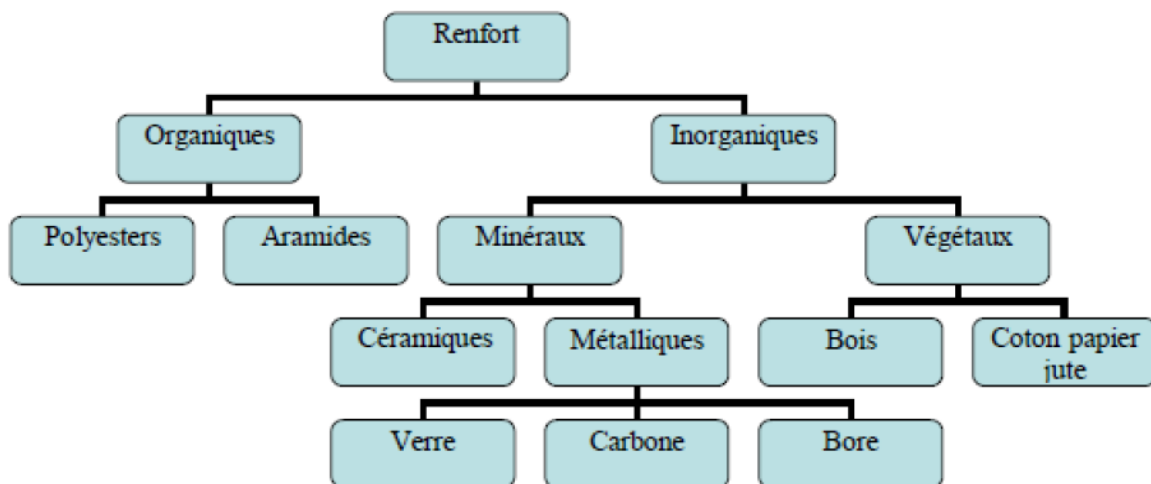 Renfort
Organiques
Inorganiques
Polyesters
Aramides
Minéraux
Végétaux
Céramiques
Métalliques
Bois
Coton papier
jute
Verre
Carbone
Bore